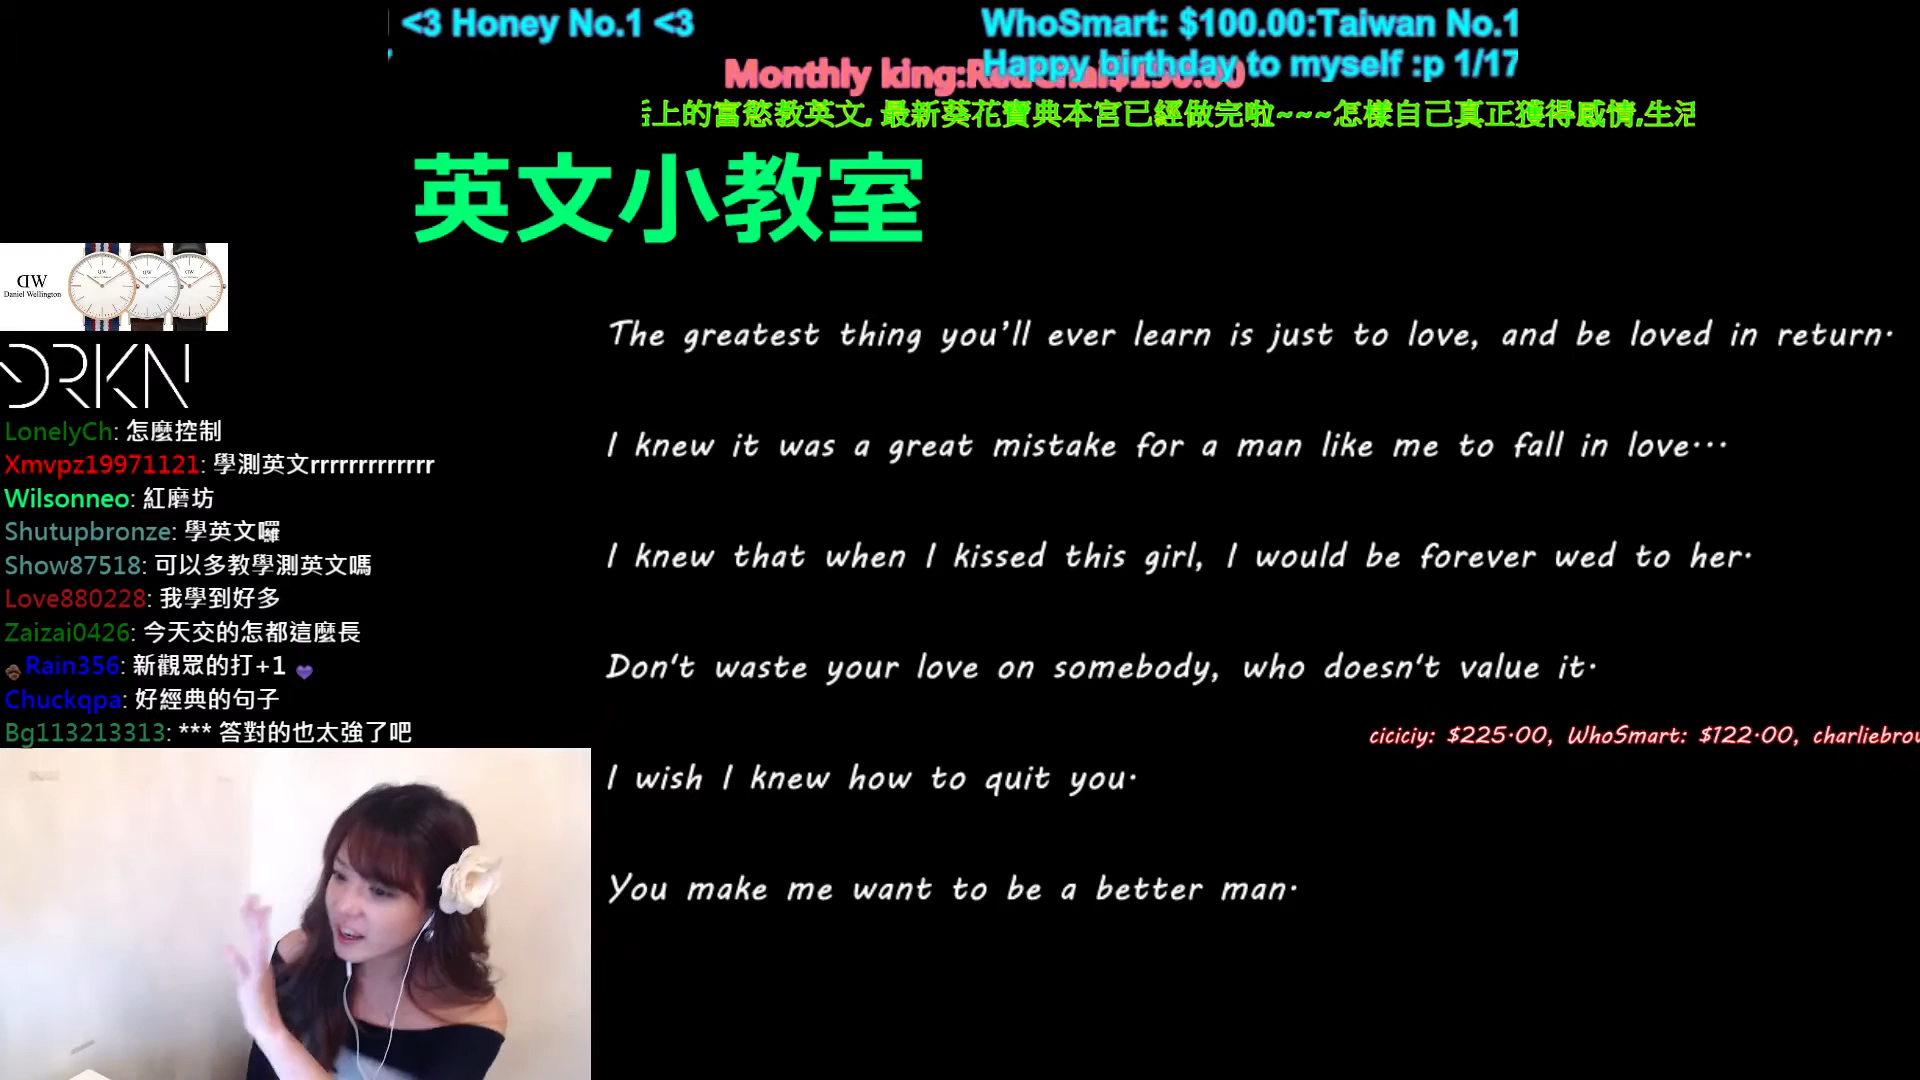 <3 Honey No.1 <3
WhoSmart: $100.00:Taiwan No.1
Happy birthday to myself :p 1/17
Monthly king:
上的富慾教英文, 最新葵花寶典本宮已經做完啦~~~怎樣自己真正獲得感情,生活
英文小教室
DW
Daniel Wellington
DRKN
The greatest thing you'll ever learn is just to love, and be loved in return.
I knew it was a great mistake for a man like me to fall in love...
I knew that when I kissed this girl, I would be forever wed to her.
Don't waste your love on somebody, who doesn't value it.
I wish I knew how to quit you.
You make me want to be a better man.
LonelyCh: 怎麼控制
Xmvpz19971121: 學測英文rrrrrrrrrrrrr
Wilsonneo: 紅磨坊
Shutupbronze: 學英文囉
Show87518: 可以多教學測英文嗎
Love880228: 我學到好多
Zaizai0426: 今天交的怎都這麼長
Rain356: 新觀眾的打+1
Chuckqpa: 好經典的句子
Bg113213313: *** 答對的也太強了吧
ciciciy: $225.00, WhoSmart: $122.00, charliebrow